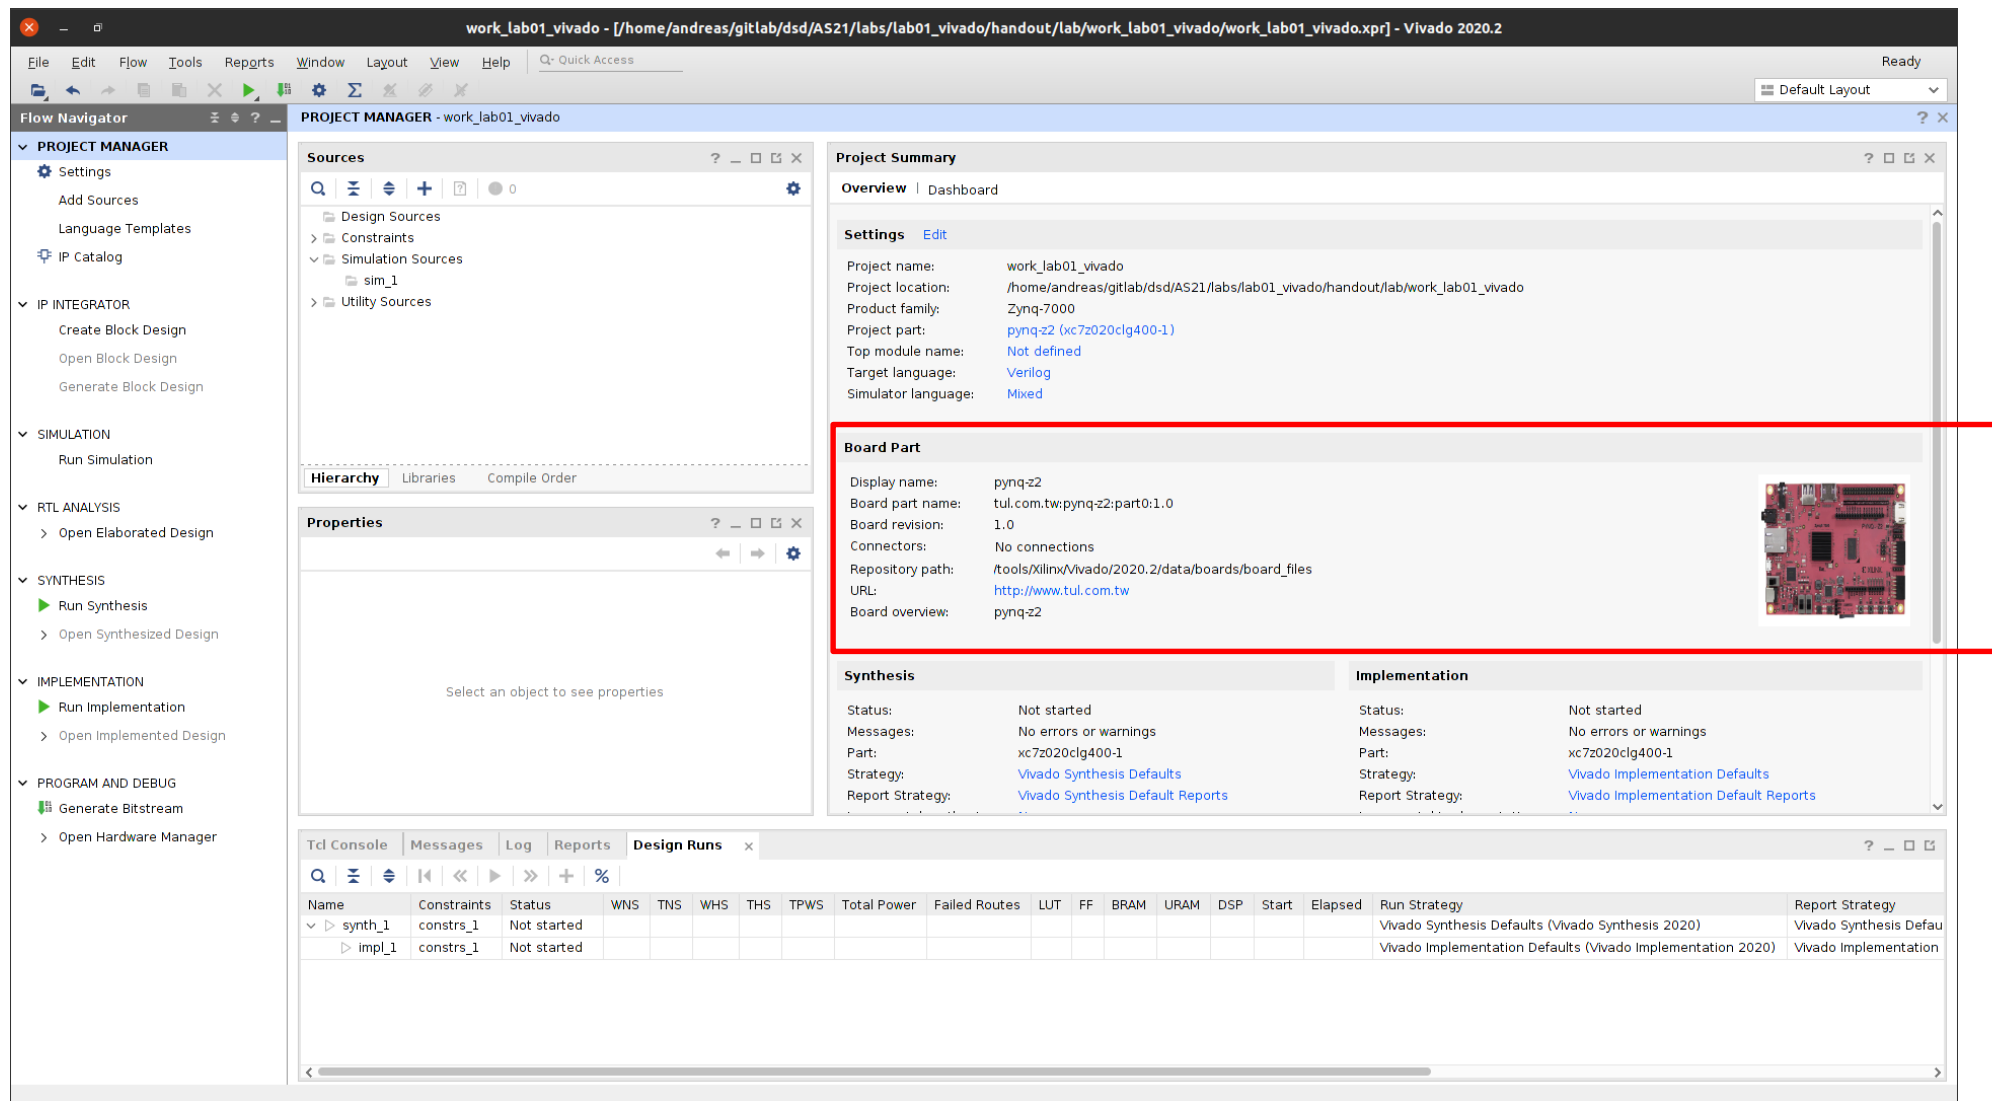 work_lab01_vivado - [/home/andreas/gitlab/dsd/AS21/labs/lab01_vivado/handout/lab/work_lab01_vivado/work_lab01_vivado.xpr] - Vivado 2020.2
File Edit Flow Tools Reports Window Layout View Help Quick Access Ready
Default Layout
Flow Navigator
PROJECT MANAGER
Settings
Add Sources
Language Templates
IP Catalog
IP INTEGRATOR
Create Block Design
Open Block Design
Generate Block Design
SIMULATION
Run Simulation
RTL ANALYSIS
Open Elaborated Design
SYNTHESIS
Run Synthesis
Open Synthesized Design
IMPLEMENTATION
Run Implementation
Open Implemented Design
PROGRAM AND DEBUG
Generate Bitstream
Open Hardware Manager
PROJECT MANAGER - work_lab01_vivado
Sources
0
Design Sources
Constraints
Simulation Sources
sim_1
Utility Sources
Hierarchy Libraries Compile Order
Properties
Select an object to see properties
Project Summary
Overview | Dashboard
Settings Edit
Project name: work_lab01_vivado
Project location: /home/andreas/gitlab/dsd/AS21/labs/lab01_vivado/handout/lab/work_lab01_vivado
Product family: Zynq-7000
Project part: pynq-z2 (xc7z020clg400-1)
Top module name: Not defined
Target language: Verilog
Simulator language: Mixed
Board Part
Display name: pynq-z2
Board part name: tul.com.tw:pynq-z2:part0:1.0
Board revision: 1.0
Connectors: No connections
Repository path: /tools/Xilinx/Vivado/2020.2/data/boards/board_files
URL: http://www.tul.com.tw
Board overview: pynq-z2
Synthesis
Status: Not started
Messages: No errors or warnings
Part: xc7z020clg400-1
Strategy: Vivado Synthesis Defaults
Report Strategy: Vivado Synthesis Default Reports
Implementation
Status: Not started
Messages: No errors or warnings
Part: xc7z020clg400-1
Strategy: Vivado Implementation Defaults
Report Strategy: Vivado Implementation Default Reports
Tcl Console Messages Log Reports Design Runs
Name Constraints Status WNS TNS WHS THS TPWS Total Power Failed Routes LUT FF BRAM URAM DSP Start Elapsed Run Strategy Report Strategy
synth_1 constrs_1 Not started Vivado Synthesis Defaults (Vivado Synthesis 2020) Vivado Synthesis Defau
impl_1 constrs_1 Not started Vivado Implementation Defaults (Vivado Implementation 2020) Vivado Implementation